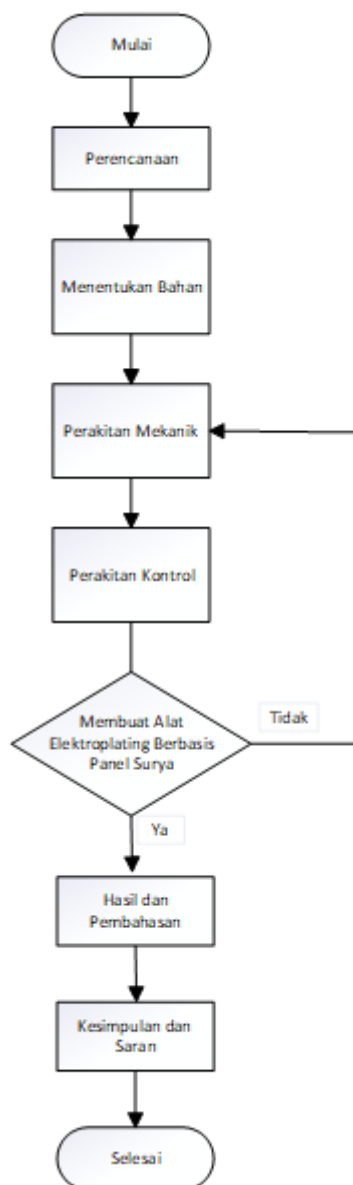 Mulai
Perencanaan
Menentukan Bahan
Perakitan Mekanik
Perakitan Kontrol
Membuat Alat
Elektroplating Berbasis
Panel Surya
Tidak
Ya
Hasil dan
Pembahasan
Kesimpulan dan
Saran
Selesai